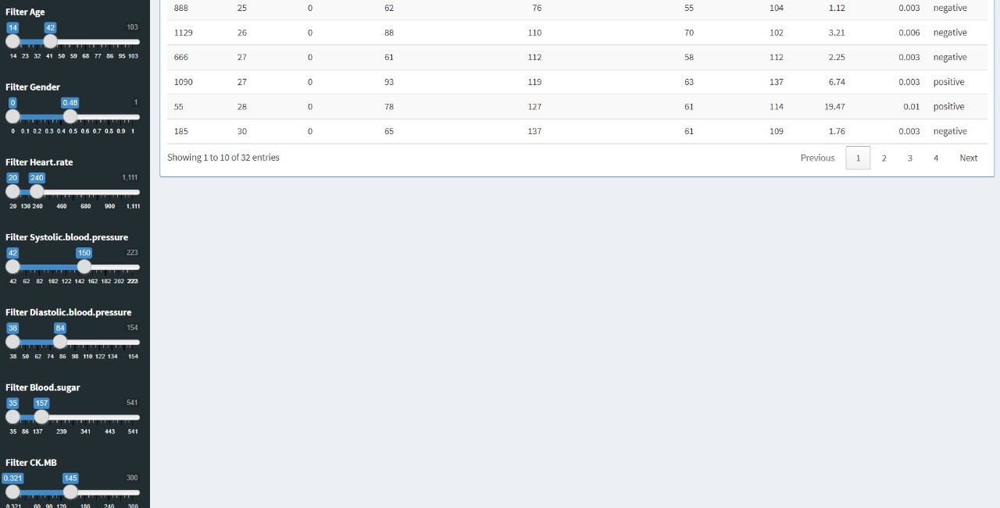 Filter Age
14 42 103
14 23 32 41 50 59 68 77 86 95 103
Filter Gender
0 0.48 1
0 0.1 0.2 0.3 0.4 0.5 0.6 0.7 0.8 0.9 1
Filter Heart.rate
20 240 1,111
20 130 240 460 680 900 1,111
Filter Systolic.blood.pressure
42 150 223
42 62 82 102 122 142 162 182 202 223
Filter Diastolic.blood.pressure
38 84 154
38 50 62 74 86 98 110 122 134 154
Filter Blood.sugar
35 157 541
35 86 137 239 341 443 541
Filter CK.MB
0.321 145 300
0.321 60 90 120 180 240 300
888 25 0 62 76 55 104 1.12 0.003 negative
1129 26 0 88 110 70 102 3.21 0.006 negative
666 27 0 61 112 58 112 2.25 0.003 negative
1090 27 0 93 119 63 137 6.74 0.003 positive
55 28 0 78 127 61 114 19.47 0.01 positive
185 30 0 65 137 61 109 1.76 0.003 negative
Showing 1 to 10 of 32 entries Previous 1 2 3 4 Next